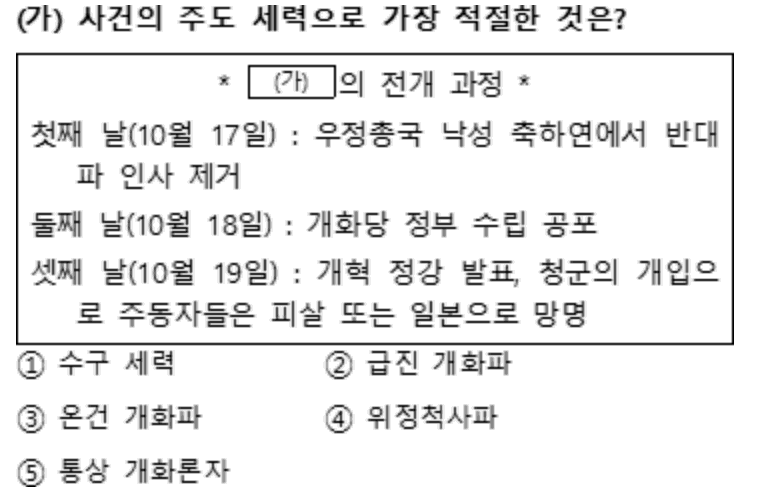 (가) 사건의 주도 세력으로 가장 적절한 것은?
* (가) 의 전개 과정 *
첫째 날(10월 17일) : 우정총국 낙성 축하연에서 반대
파 인사 제거
둘째 날(10월 18일) : 개화당 정부 수립 공포
셋째 날(10월 19일) : 개혁 정강 발표, 청군의 개입으
로 주동자들은 피살 또는 일본으로 망명
① 수구 세력 ② 급진 개화파
③ 온건 개화파 ④ 위정척사파
⑤ 통상 개화론자